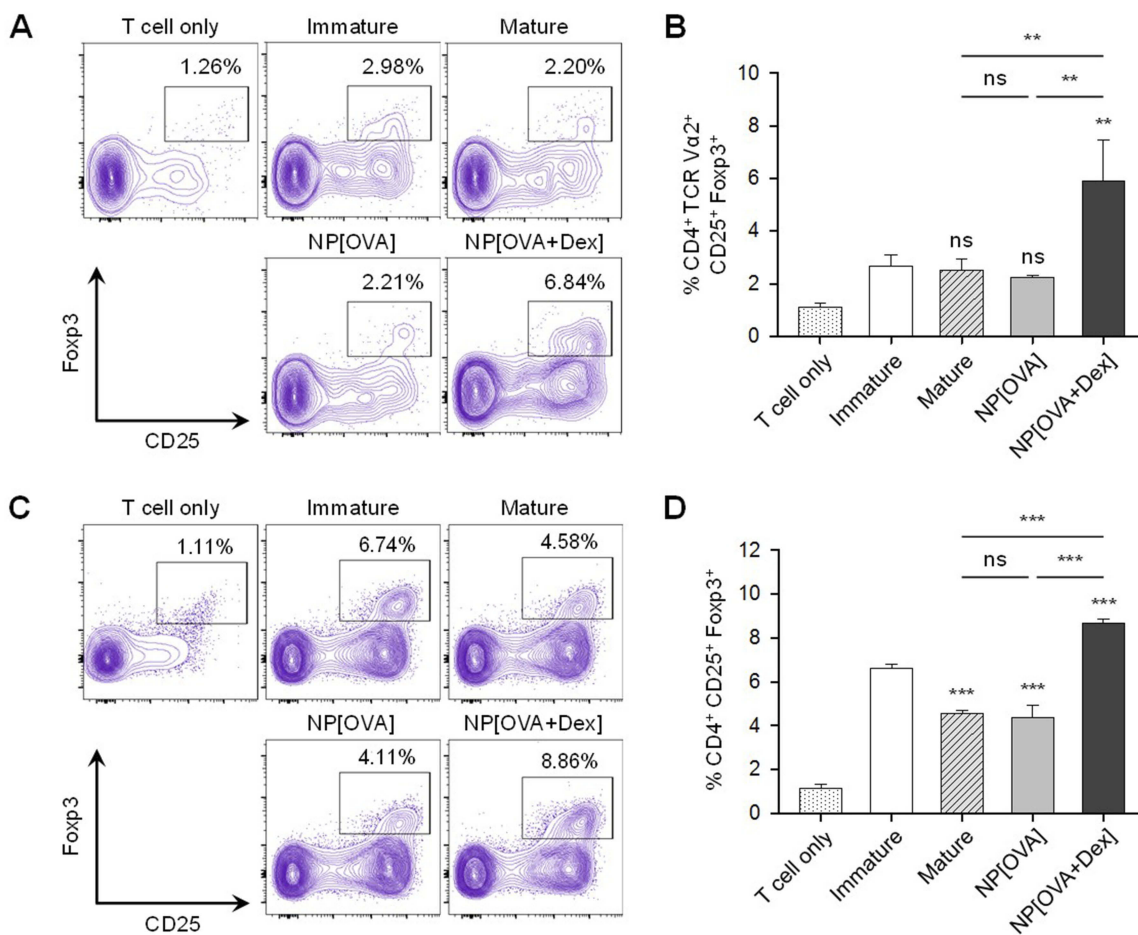 A
T cell only
Immature
Mature
1.26%
2.98%
2.20%
NP[OVA]
NP[OVA+Dex]
2.21%
6.84%
Foxp3
CD25
B
% CD4⁺ TCR Vα2⁺
CD25⁺ Foxp3⁺
10
8
6
4
2
0
**
ns
**
**
ns
ns
T cell only
Immature
Mature
NP[OVA]
NP[OVA+Dex]
C
T cell only
Immature
Mature
1.11%
6.74%
4.58%
NP[OVA]
NP[OVA+Dex]
4.11%
8.86%
Foxp3
CD25
D
% CD4⁺ CD25⁺ Foxp3⁺
12
10
8
6
4
2
0
***
ns
***
***
***
***
T cell only
Immature
Mature
NP[OVA]
NP[OVA+Dex]